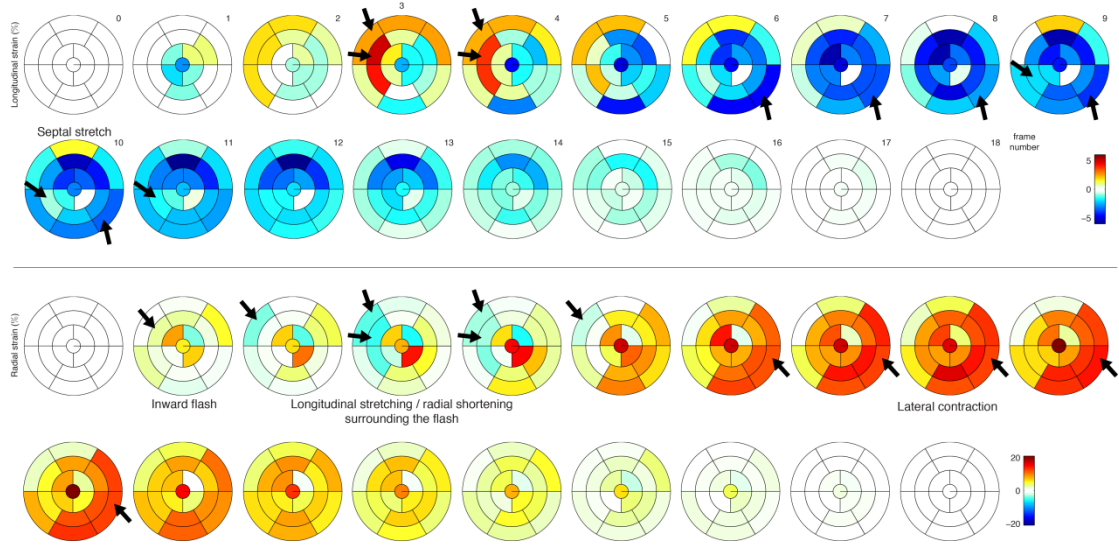 Longitudinal strain (%)
0 1 2 3 4 5 6 7 8 9
Septal stretch
10 11 12 13 14 15 16 17 18
frame
number
5
0
−5
Radial strain (%)
Inward flash
Longitudinal stretching / radial shortening
surrounding the flash
Lateral contraction
20
10
0
−10
−20